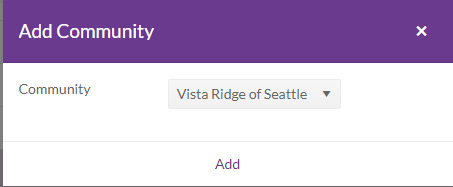 Add Community
Community
Vista Ridge of Seattle
Add